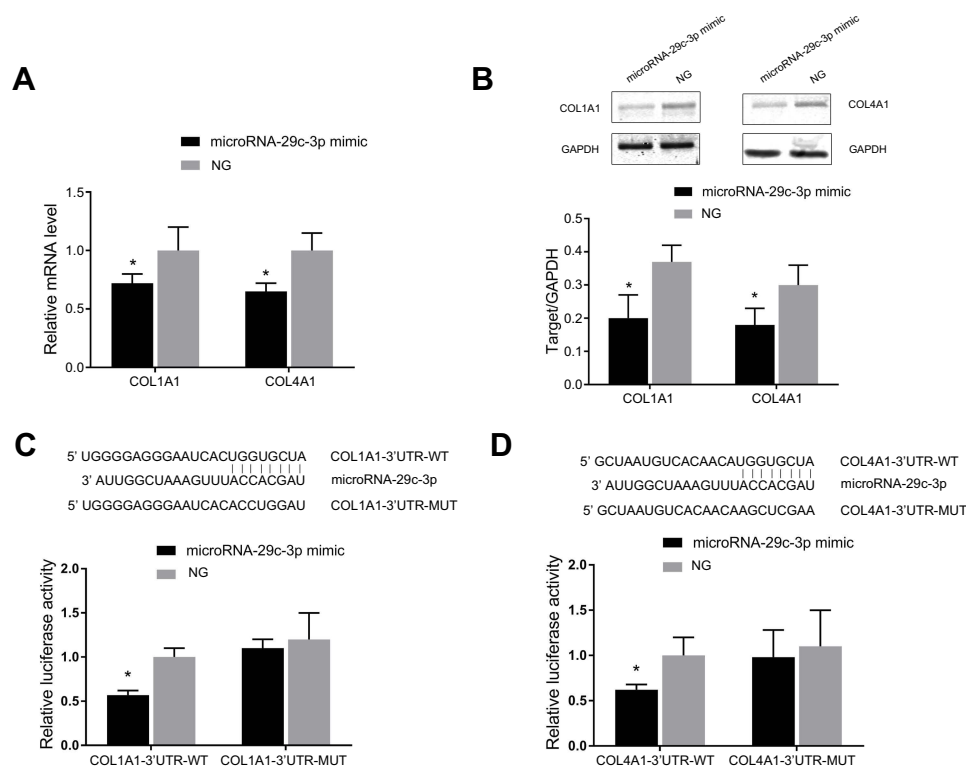 A
microRNA-29c-3p mimic
NG
Relative mRNA level
1.5
1.0
0.5
0.0
*
*
COL1A1
COL4A1
B
microRNA-29c-3p mimic
NG
microRNA-29c-3p mimic
NG
COL1A1
COL4A1
GAPDH
GAPDH
microRNA-29c-3p mimic
NG
Target/GAPDH
0.5
0.4
0.3
0.2
0.1
0.0
*
*
COL1A1
COL4A1
C
5' UGGGGAGGGAAUCACUGGUGCUA COL1A1-3'UTR-WT
3' AUUGGCUAAAGUUUACCACGAU microRNA-29c-3p
5' UGGGGAGGGAAUCACACCUGGAU COL1A1-3'UTR-MUT
microRNA-29c-3p mimic
NG
Relative luciferase activity
2.0
1.5
1.0
0.5
0.0
*
COL1A1-3'UTR-WT
COL1A1-3'UTR-MUT
D
5' GCUAAUGUCACAACAUGGUGCUA COL4A1-3'UTR-WT
3' AUUGGCUAAAGUUUACCACGAU microRNA-29c-3p
5' GCUAAUGUCACAACAAGCUCGAA COL4A1-3'UTR-MUT
microRNA-29c-3p mimic
NG
Relative luciferase activity
2.0
1.5
1.0
0.5
0.0
*
COL4A1-3'UTR-WT
COL4A1-3'UTR-MUT